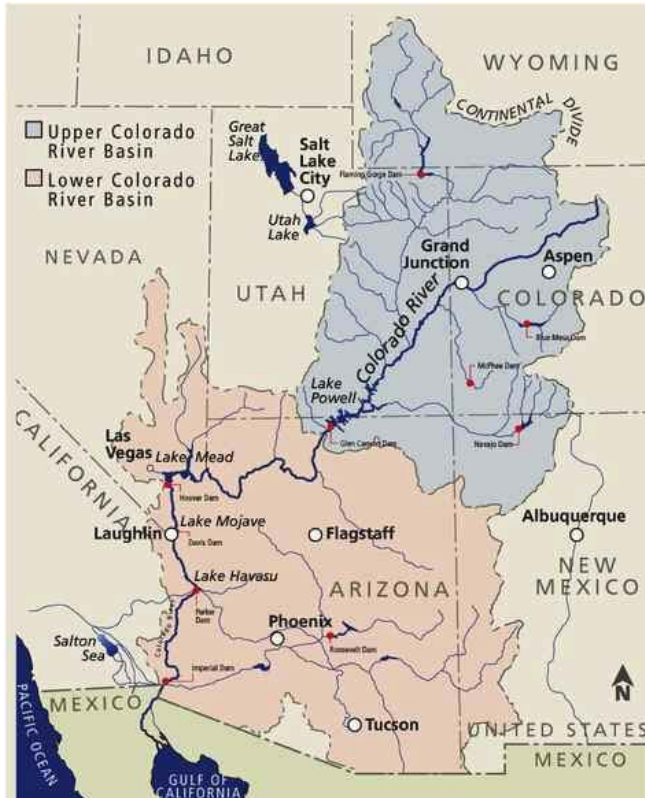 IDAHO
WYOMING
CONTINENTAL DIVIDE
Upper Colorado
River Basin
Lower Colorado
River Basin
Great
Salt
Lake
Salt
Lake
City
Flaming Gorge Dam
Utah
Lake
NEVADA
UTAH
Grand
Junction
Aspen
COLORADO
Colorado River
Blue Mesa Dam
McPhee Dam
Lake
Powell
Glen Canyon Dam
Navajo Dam
CALIFORNIA
Las
Vegas
Lake Mead
Hoover Dam
Laughlin
Lake Mojave
Davis Dam
Flagstaff
Albuquerque
Lake Havasu
ARIZONA
NEW
MEXICO
Parker
Dam
Colorado River
Phoenix
Roosevelt Dam
Salton
Sea
Imperial Dam
N
MEXICO
PACIFIC OCEAN
Tucson
UNITED STATES
MEXICO
GULF OF
CALIFORNIA